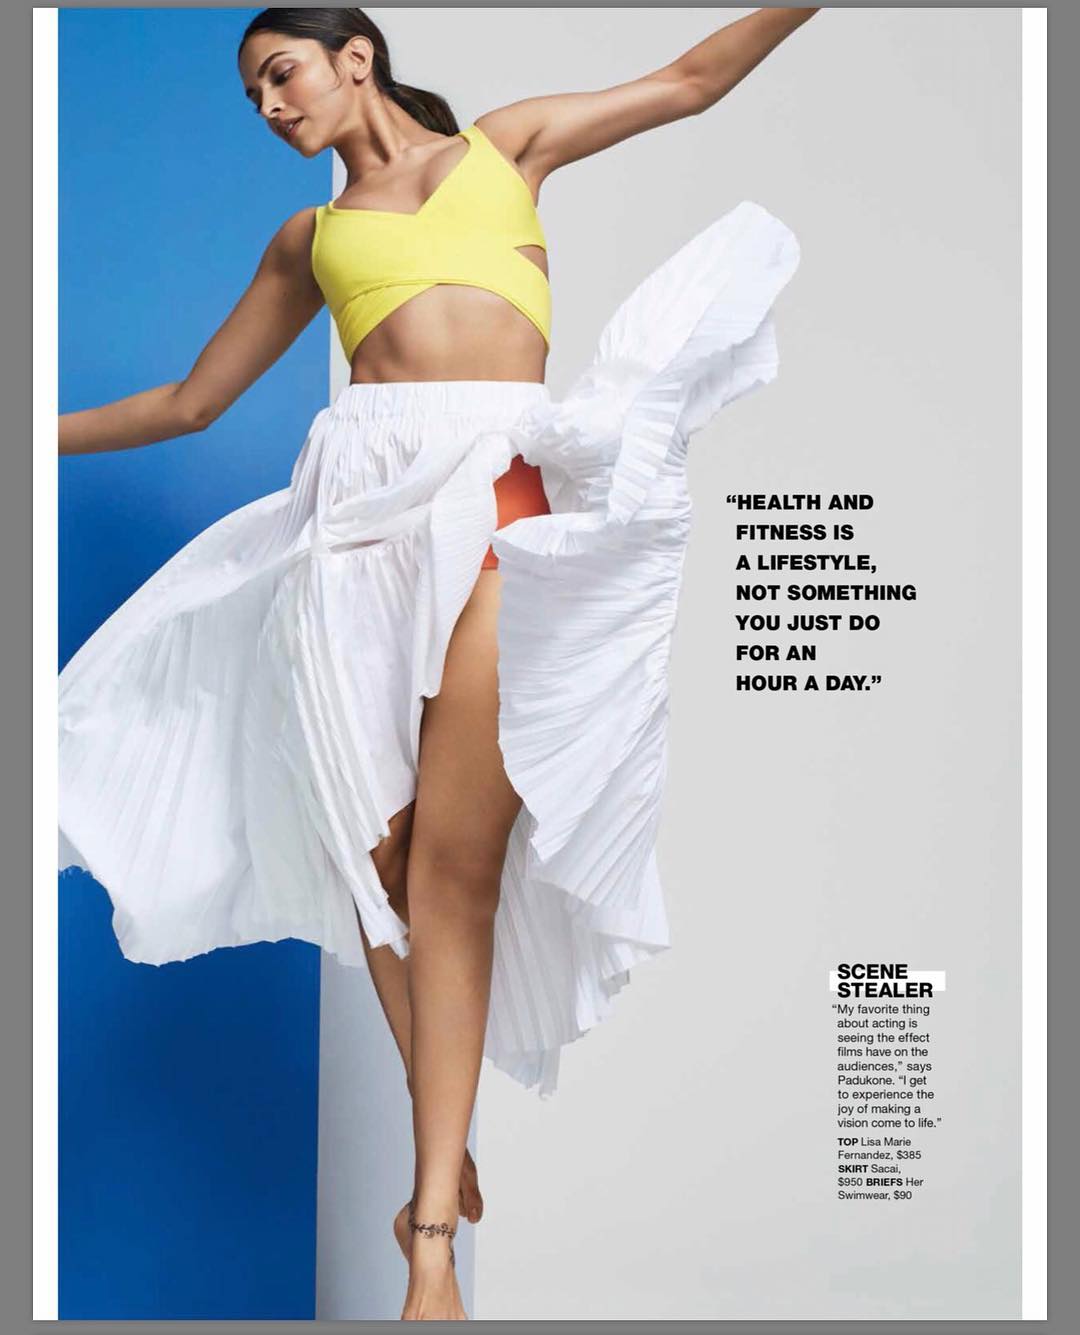 “HEALTH AND
FITNESS IS
A LIFESTYLE,
NOT SOMETHING
YOU JUST DO
FOR AN
HOUR A DAY.”
SCENE
STEALER
“My favorite thing
about acting is
seeing the effect
films have on the
audiences,” says
Padukone. “I get
to experience the
joy of making a
vision come to life.”
TOP Lisa Marie
Fernandez, $385
SKIRT Sacai,
$950 BRIEFS Her
Swimwear, $90